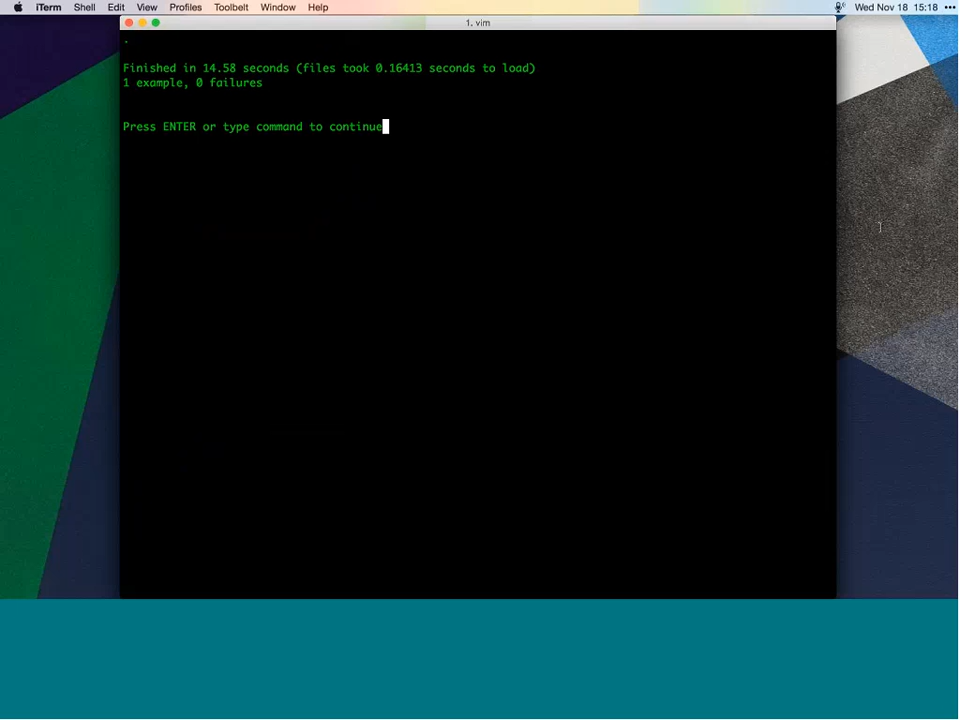 iTerm Shell Edit View Profiles Toolbelt Window Help Wed Nov 18 15:18
1. vim
.
Finished in 14.58 seconds (files took 0.16413 seconds to load)
1 example, 0 failures
Press ENTER or type command to continue